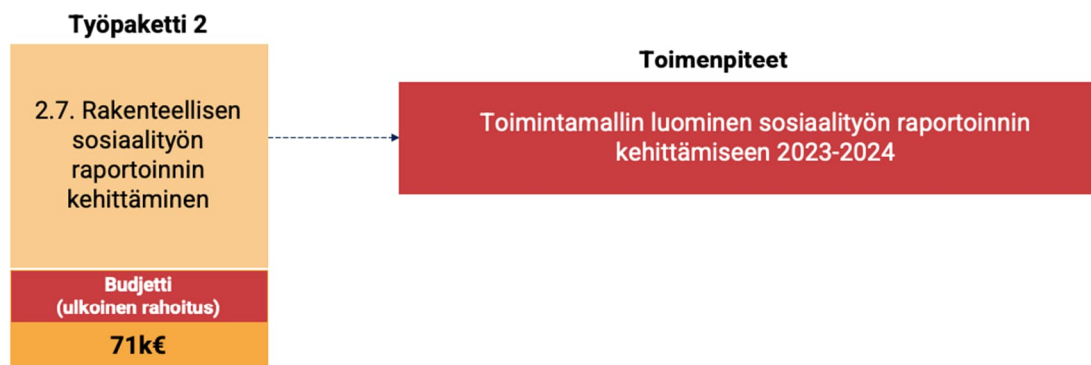 Työpaketti 2
2.7. Rakenteellisen
sosiaalityön
raportoinnin
kehittäminen
Budjetti
(ulkoinen rahoitus)
71k€
Toimenpiteet
Toimintamallin luominen sosiaalityön raportoinnin
kehittämiseen 2023-2024